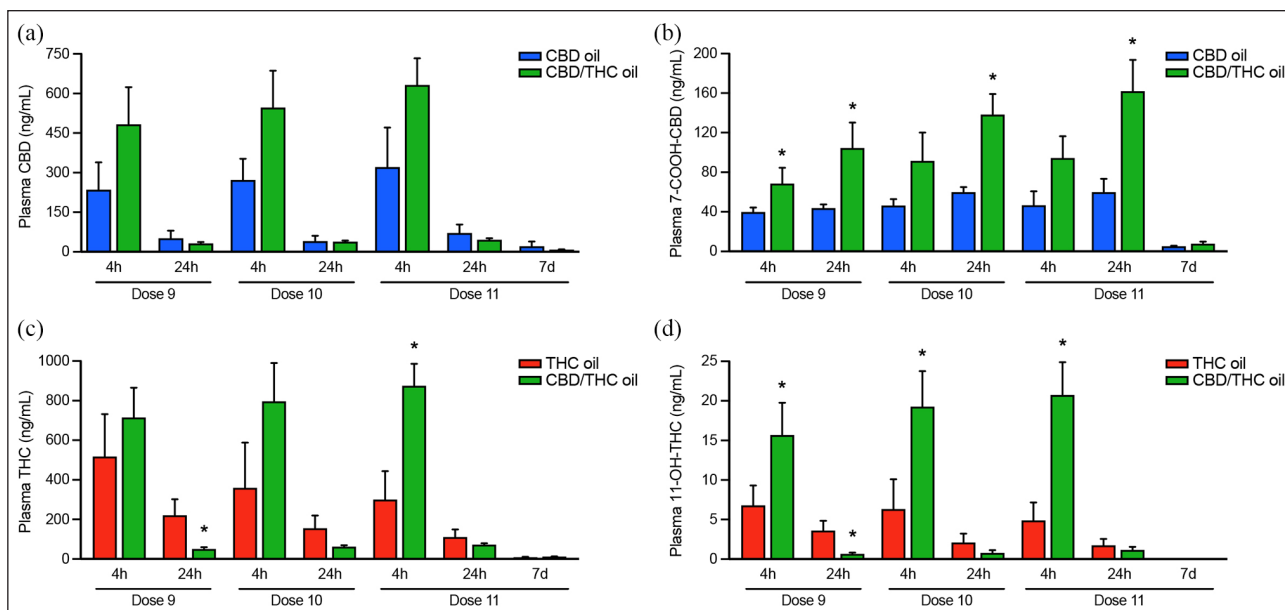 (a)
CBD oil
CBD/THC oil
Plasma CBD (ng/mL)
750
600
450
300
150
0
4h 24h 4h 24h 4h 24h 7d
Dose 9 Dose 10 Dose 11
(b)
CBD oil
CBD/THC oil
Plasma 7-COOH-CBD (ng/mL)
200
160
120
80
40
0
* * * *
4h 24h 4h 24h 4h 24h 7d
Dose 9 Dose 10 Dose 11
(c)
THC oil
CBD/THC oil
Plasma THC (ng/mL)
1000
800
600
400
200
0
* *
4h 24h 4h 24h 4h 24h 7d
Dose 9 Dose 10 Dose 11
(d)
THC oil
CBD/THC oil
Plasma 11-OH-THC (ng/mL)
25
20
15
10
5
0
* * * *
4h 24h 4h 24h 4h 24h 7d
Dose 9 Dose 10 Dose 11